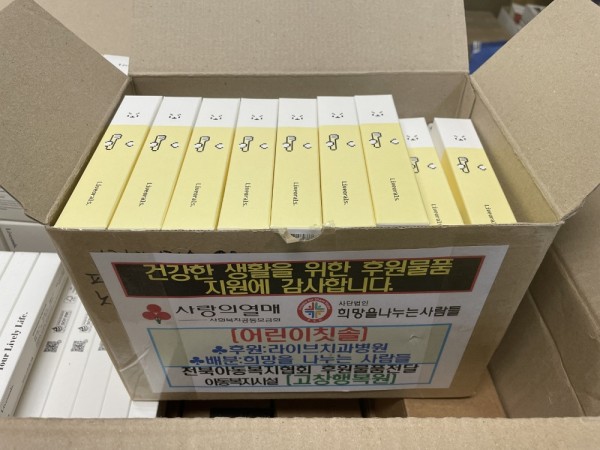 건강한 생활을 위한 후원물품
지원에 감사합니다.
사랑의열매
사회복지공동모금회
사단법인
희망을나누는사람들
[어린이칫솔]
♣후원:라이브치과병원
♣배분:희망을 나누는 사람들
전북아동복지협회 후원물품전달
아동복지시설 [고창행복원]
Your Lively Life.